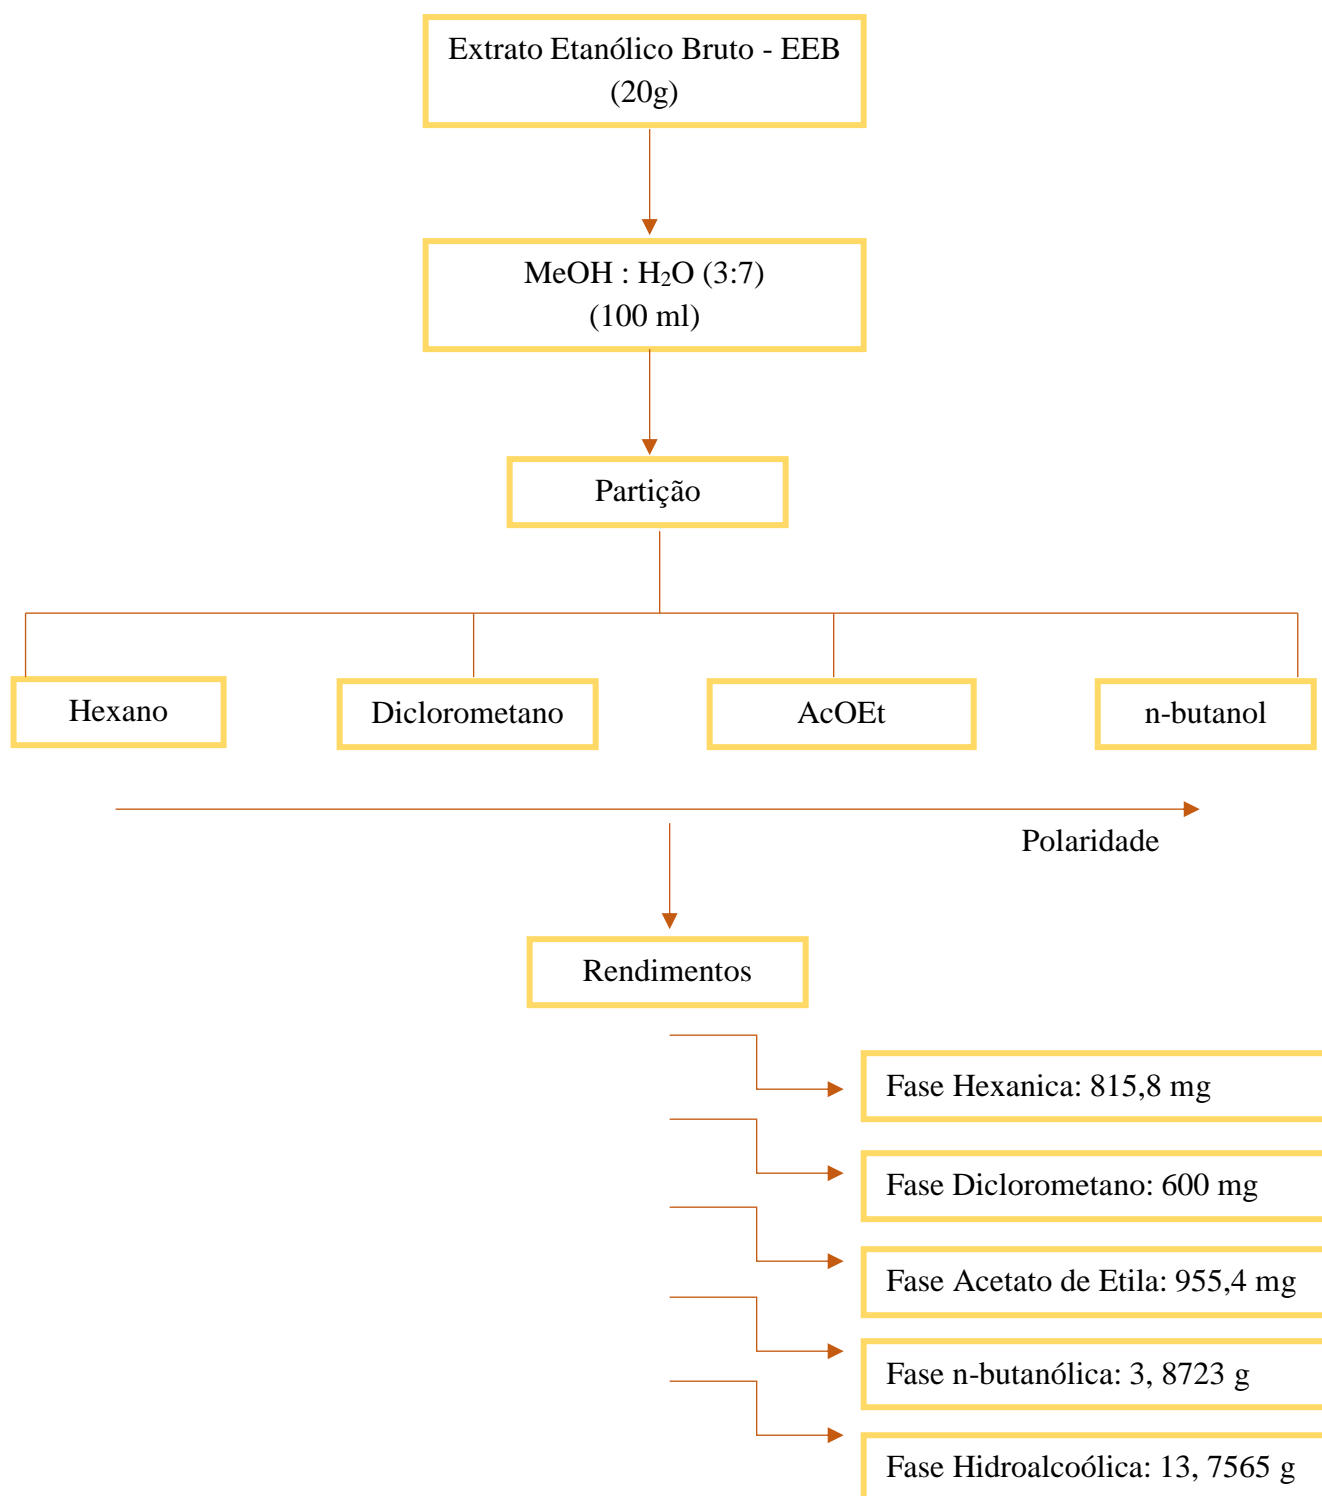 Extrato Etanólico Bruto - EEB
(20g)
MeOH : H₂O (3:7)
(100 ml)
Partição
Hexano
Diclorometano
AcOEt
n-butanol
Polaridade
Rendimentos
Fase Hexanica: 815,8 mg
Fase Diclorometano: 600 mg
Fase Acetato de Etila: 955,4 mg
Fase n-butanólica: 3, 8723 g
Fase Hidroalcoólica: 13, 7565 g